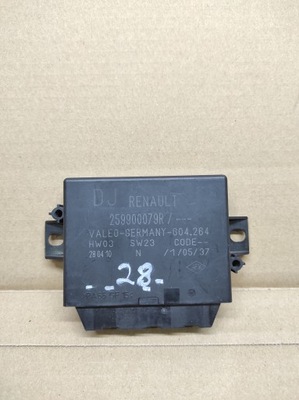 DJ RENAULT
259900079R / ---
VALEO-GERMANY-604.264
HW03 SW23 CODE--
28.04.10 N /1/05/37
28.